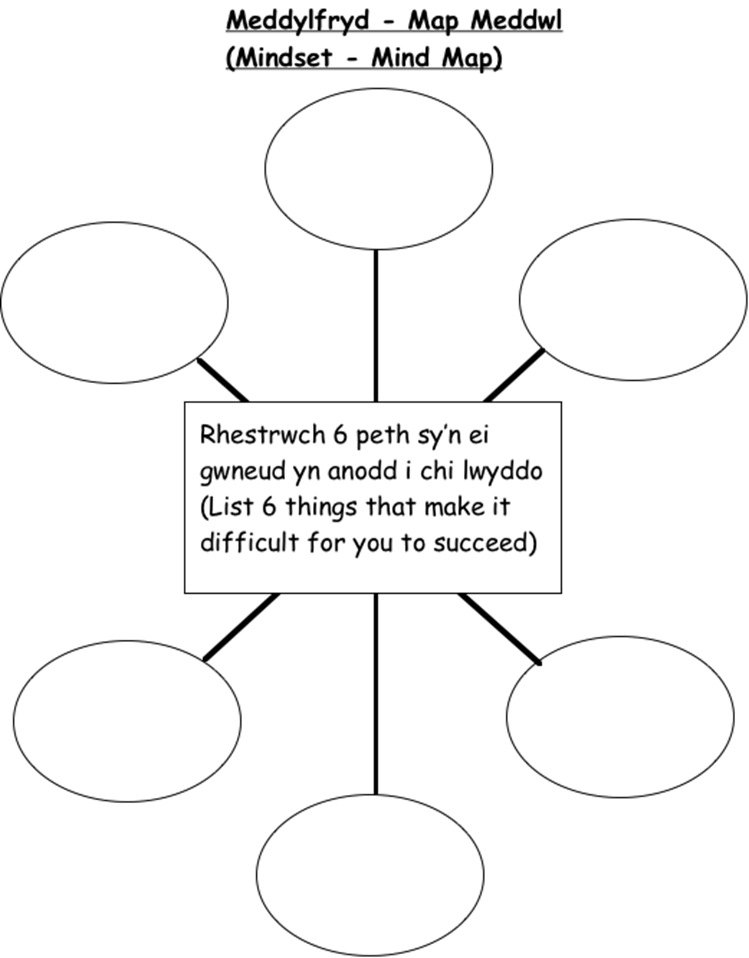 Meddylfryd - Map Meddwl
(Mindset - Mind Map)
Rhestrwch 6 peth sy'n ei
gwneud yn anodd i chi lwyddo
(List 6 things that make it
difficult for you to succeed)